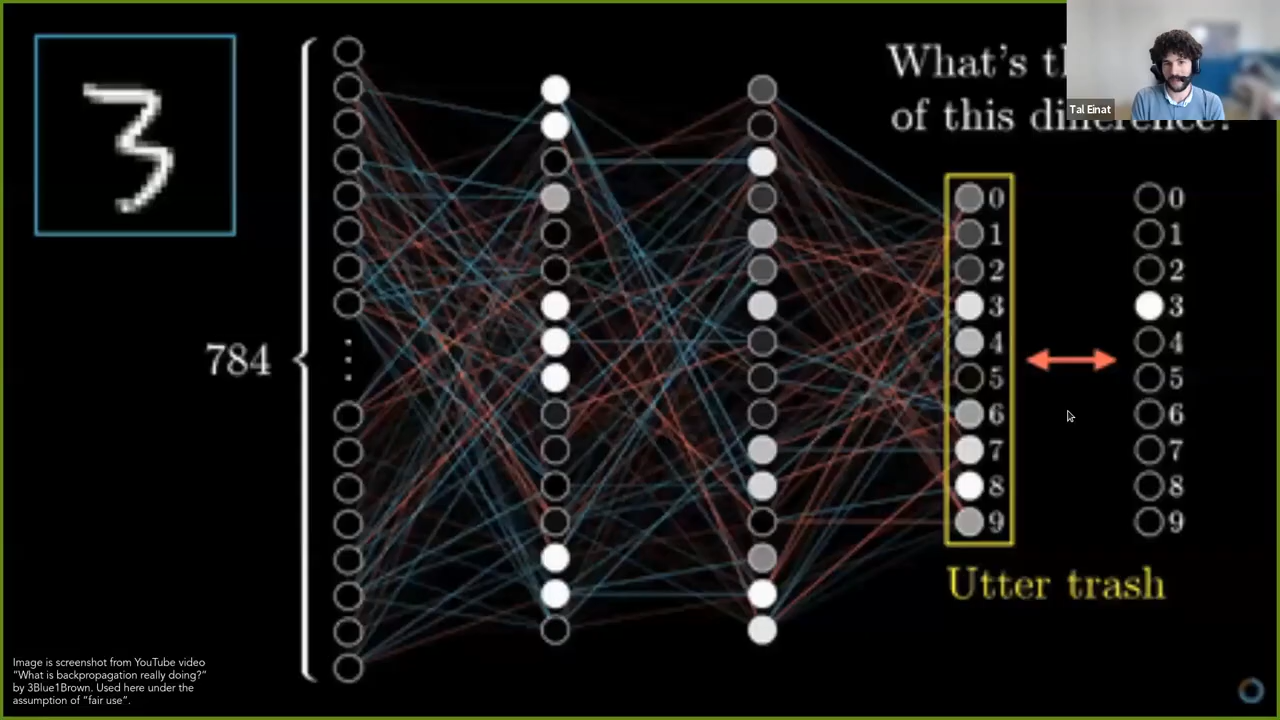 3
What's
of this
Tal Einat
784
0
1
2
3
4
5
6
7
8
9
0
1
2
3
4
5
6
7
8
9
Utter trash
Image is screenshot from YouTube video
"What is backpropagation really doing?"
by 3Blue1Brown. Used here under the
assumption of "fair use".